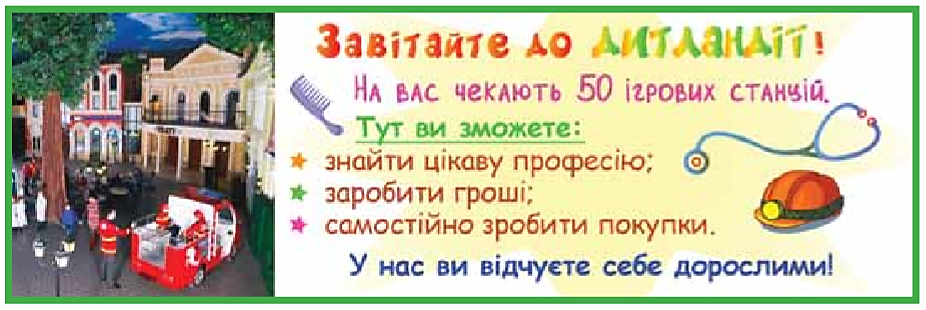 Завітайте до ДИТЛАНДІЇ!
На вас чекають 50 ігрових станцій.
Тут ви зможете:
знайти цікаву професію;
заробити гроші;
самостійно зробити покупки.
У нас ви відчуєте себе дорослими!